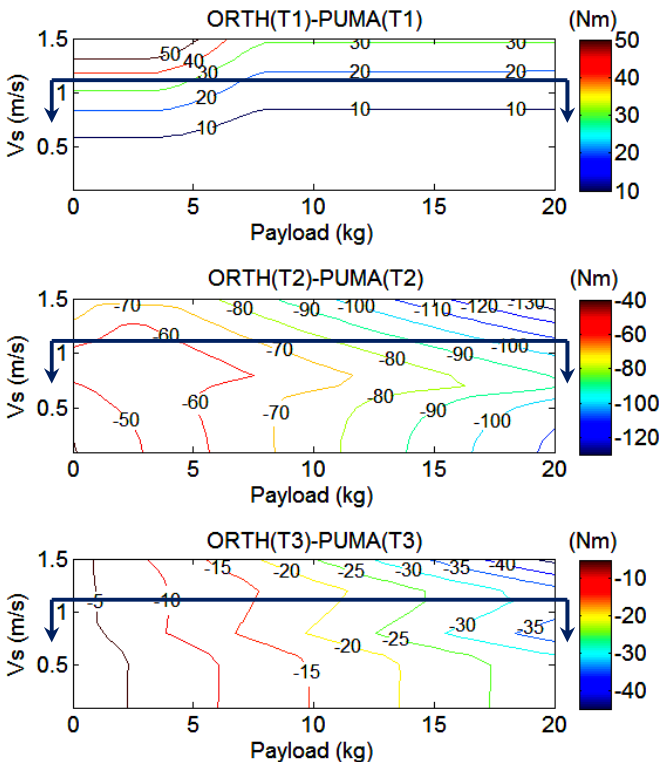 ORTH(T1)-PUMA(T1) (Nm)
1.5
1
0.5
Vs (m/s)
50
40
30
20
10
30
20
10
30
20
10
50
40
30
20
10
0 5 10 15 20
Payload (kg)
ORTH(T2)-PUMA(T2) (Nm)
1.5
1
0.5
Vs (m/s)
-70 -80 -90 -100 -110 -120 -130
-60 -70 -80 -90 -100
-50 -60 -70 -80 -90 -100
-40
-60
-80
-100
-120
0 5 10 15 20
Payload (kg)
ORTH(T3)-PUMA(T3) (Nm)
1.5
1
0.5
Vs (m/s)
-15 -20 -25 -30 -35 -40
-5 -10
-15 -20 -25 -30 -35
-10
-20
-30
-40
0 5 10 15 20
Payload (kg)